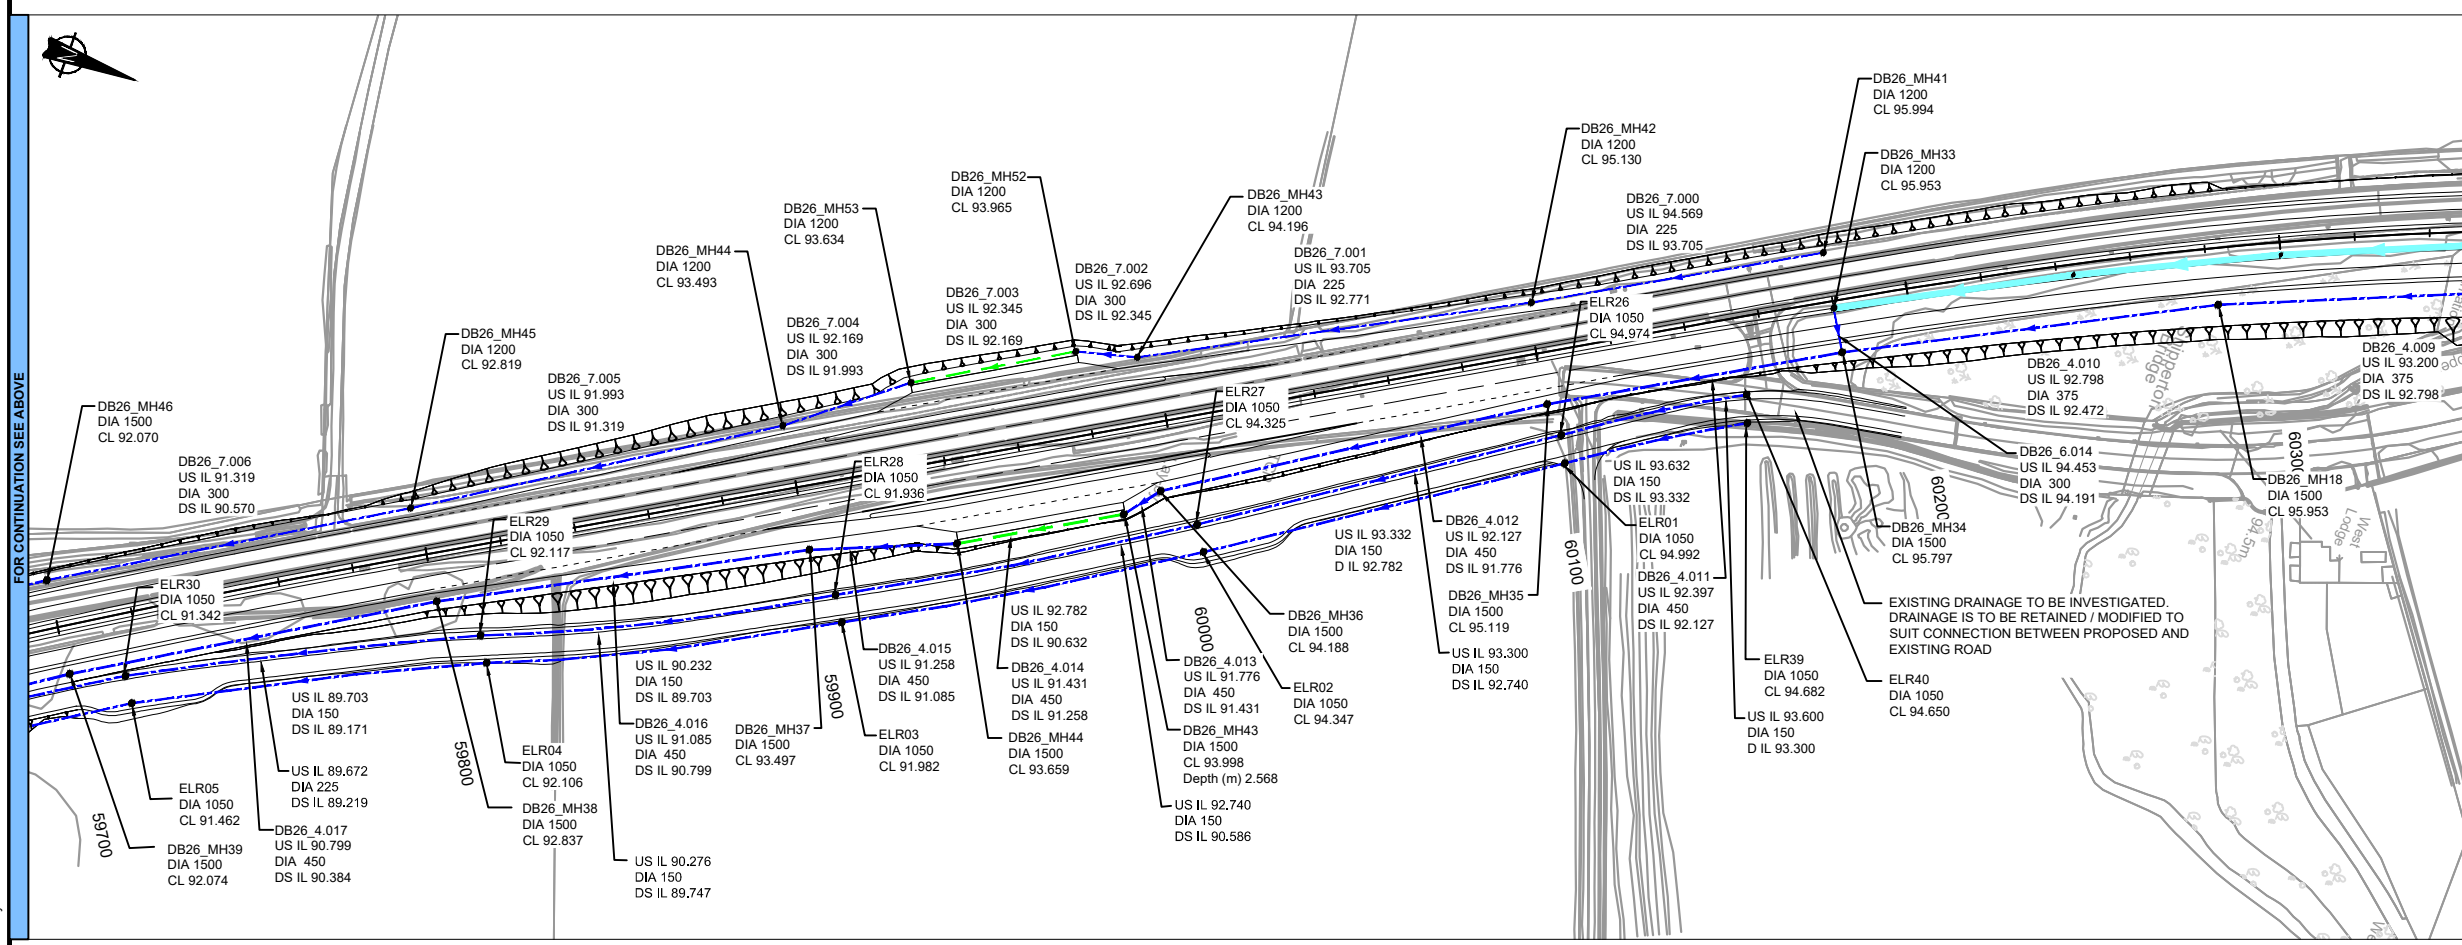 FOR CONTINUATION SEE ABOVE
DB26_MH46
DIA 1500
CL 92.070
DB26_7.006
US IL 91.319
DIA 300
DS IL 90.570
DB26_MH45
DIA 1200
CL 92.819
DB26_7.005
US IL 91.993
DIA 300
DS IL 91.319
DB26_MH44
DIA 1200
CL 93.493
DB26_MH53
DIA 1200
CL 93.634
DB26_7.004
US IL 92.169
DIA 300
DS IL 91.993
DB26_MH52
DIA 1200
CL 93.965
DB26_7.003
US IL 92.345
DIA 300
DS IL 92.169
DB26_7.002
US IL 92.696
DIA 300
DS IL 92.345
DB26_MH43
DIA 1200
CL 94.196
DB26_7.001
US IL 93.705
DIA 225
DS IL 92.771
DB26_MH42
DIA 1200
CL 95.130
DB26_7.000
US IL 94.569
DIA 225
DS IL 93.705
DB26_MH41
DIA 1200
CL 95.994
DB26_MH33
DIA 1200
CL 95.953
ELR26
DIA 1050
CL 94.974
ELR27
DIA 1050
CL 94.325
ELR28
DIA 1050
CL 91.936
ELR29
DIA 1050
CL 92.117
ELR30
DIA 1050
CL 91.342
DB26_4.009
US IL 93.200
DIA 375
DS IL 92.798
DB26_4.010
US IL 92.798
DIA 375
DS IL 92.472
DB26_6.014
US IL 94.453
DIA 300
DS IL 94.191
60300
DB26_MH18
DIA 1500
CL 95.953
West
Lodge
94.5m
Bridge
60200
DB26_MH34
DIA 1500
CL 95.797
EXISTING DRAINAGE TO BE INVESTIGATED.
DRAINAGE IS TO BE RETAINED / MODIFIED TO
SUIT CONNECTION BETWEEN PROPOSED AND
EXISTING ROAD
ELR40
DIA 1050
CL 94.650
ELR39
DIA 1050
CL 94.682
US IL 93.600
DIA 150
D IL 93.300
US IL 93.632
DIA 150
DS IL 93.332
ELR01
DIA 1050
CL 94.992
DB26_4.011
US IL 92.397
DIA 450
DS IL 92.127
60100
DB26_4.012
US IL 92.127
DIA 450
DS IL 91.776
DB26_MH35
DIA 1500
CL 95.119
US IL 93.300
DIA 150
DS IL 92.740
US IL 93.332
DIA 150
D IL 92.782
DB26_MH36
DIA 1500
CL 94.188
ELR02
DIA 1050
CL 94.347
60000
DB26_4.013
US IL 91.776
DIA 450
DS IL 91.431
DB26_MH43
DIA 1500
CL 93.998
Depth (m) 2.568
US IL 92.740
DIA 150
DS IL 90.586
US IL 92.782
DIA 150
DS IL 90.632
DB26_4.014
US IL 91.431
DIA 450
DS IL 91.258
DB26_MH44
DIA 1500
CL 93.659
DB26_4.015
US IL 91.258
DIA 450
DS IL 91.085
ELR03
DIA 1050
CL 91.982
59900
DB26_MH37
DIA 1500
CL 93.497
US IL 90.232
DIA 150
DS IL 89.703
DB26_4.016
US IL 91.085
DIA 450
DS IL 90.799
US IL 90.276
DIA 150
DS IL 89.747
ELR04
DIA 1050
CL 92.106
DB26_MH38
DIA 1500
CL 92.837
59800
US IL 89.703
DIA 150
DS IL 89.171
US IL 89.672
DIA 225
DS IL 89.219
DB26_4.017
US IL 90.799
DIA 450
DS IL 90.384
ELR05
DIA 1050
CL 91.462
DB26_MH39
DIA 1500
CL 92.074
59700